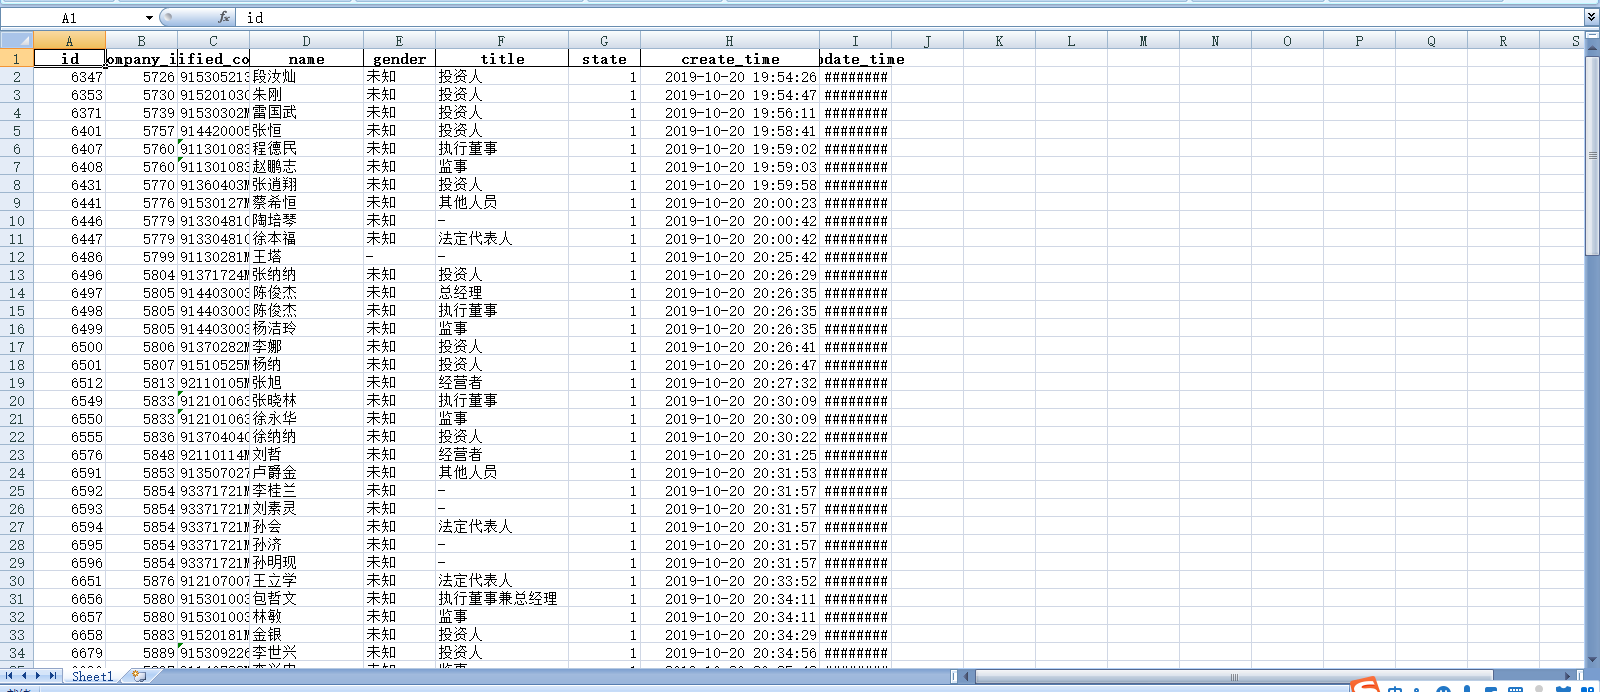 A1 fx id
A B C D E F G H I J K L M N O P Q R S
1 id ompany_i ified_co name gender title state create_time pdate_time
2 6347 5726 915305213 段汝灿 未知 投资人 1 2019-10-20 19:54:26 ########
3 6353 5730 915201030 朱刚 未知 投资人 1 2019-10-20 19:54:47 ########
4 6371 5739 91530302M 雷国武 未知 投资人 1 2019-10-20 19:56:11 ########
5 6401 5757 914420005 张恒 未知 投资人 1 2019-10-20 19:58:41 ########
6 6407 5760 911301083 程德民 未知 执行董事 1 2019-10-20 19:59:02 ########
7 6408 5760 911301083 赵鹏志 未知 监事 1 2019-10-20 19:59:03 ########
8 6431 5770 91360403M 张逍翔 未知 投资人 1 2019-10-20 19:59:58 ########
9 6441 5776 91530127M 蔡希恒 未知 其他人员 1 2019-10-20 20:00:23 ########
10 6446 5779 91330481C 陶培琴 未知 - 1 2019-10-20 20:00:42 ########
11 6447 5779 91330481C 徐本福 未知 法定代表人 1 2019-10-20 20:00:42 ########
12 6486 5799 91130281M 王塔 - - 1 2019-10-20 20:25:42 ########
13 6496 5804 91371724M 张纳纳 未知 投资人 1 2019-10-20 20:26:29 ########
14 6497 5805 914403003 陈俊杰 未知 总经理 1 2019-10-20 20:26:35 ########
15 6498 5805 914403003 陈俊杰 未知 执行董事 1 2019-10-20 20:26:35 ########
16 6499 5805 914403003 杨洁玲 未知 监事 1 2019-10-20 20:26:35 ########
17 6500 5806 91370282M 李娜 未知 投资人 1 2019-10-20 20:26:41 ########
18 6501 5807 91510525M 杨纳 未知 投资人 1 2019-10-20 20:26:47 ########
19 6512 5813 92110105M 张旭 未知 经营者 1 2019-10-20 20:27:32 ########
20 6549 5833 912101063 张晓林 未知 执行董事 1 2019-10-20 20:30:09 ########
21 6550 5833 912101063 徐永华 未知 监事 1 2019-10-20 20:30:09 ########
22 6555 5836 91370404C 徐纳纳 未知 投资人 1 2019-10-20 20:30:22 ########
23 6576 5848 92110114M 刘哲 未知 经营者 1 2019-10-20 20:31:25 ########
24 6591 5853 913507027 卢爵金 未知 其他人员 1 2019-10-20 20:31:53 ########
25 6592 5854 93371721M 李桂兰 未知 - 1 2019-10-20 20:31:57 ########
26 6593 5854 93371721M 刘素灵 未知 - 1 2019-10-20 20:31:57 ########
27 6594 5854 93371721M 孙会 未知 法定代表人 1 2019-10-20 20:31:57 ########
28 6595 5854 93371721M 孙济 未知 - 1 2019-10-20 20:31:57 ########
29 6596 5854 93371721M 孙明现 未知 - 1 2019-10-20 20:31:57 ########
30 6651 5876 912107007 王立学 未知 法定代表人 1 2019-10-20 20:33:52 ########
31 6656 5880 915301003 包哲文 未知 执行董事兼总经理 1 2019-10-20 20:34:11 ########
32 6657 5880 915301003 林敏 未知 监事 1 2019-10-20 20:34:11 ########
33 6658 5883 91520181M 金银 未知 投资人 1 2019-10-20 20:34:29 ########
34 6679 5889 915309226 李世兴 未知 投资人 1 2019-10-20 20:34:56 ########
Sheet1